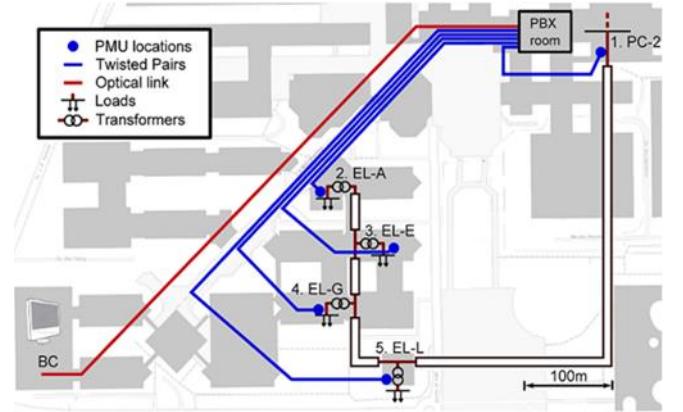 PMU locations
Twisted Pairs
Optical link
Loads
Transformers
PBX
room
1. PC-2
2. EL-A
3. EL-E
4. EL-G
5. EL-L
BC
100m